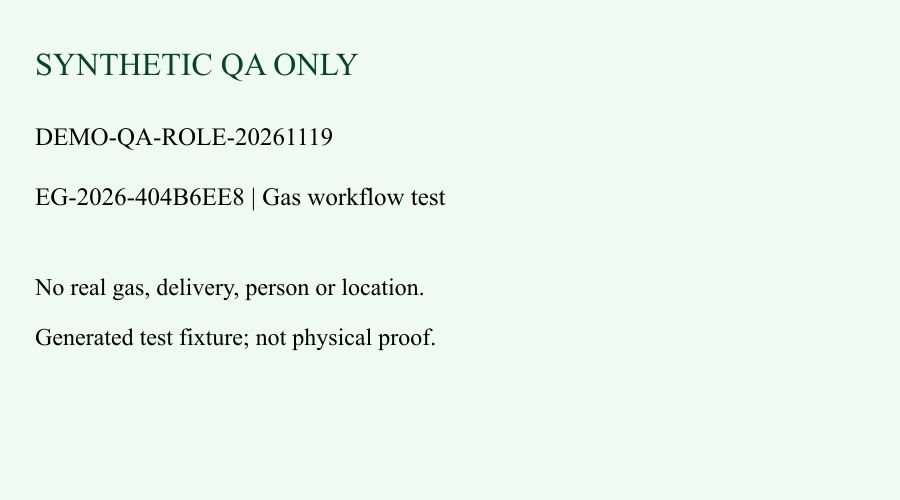 SYNTHETIC QA ONLY
DEMO-QA-ROLE-20261119
EG-2026-404B6EE8 | Gas workflow test
No real gas, delivery, person or location.
Generated test fixture; not physical proof.